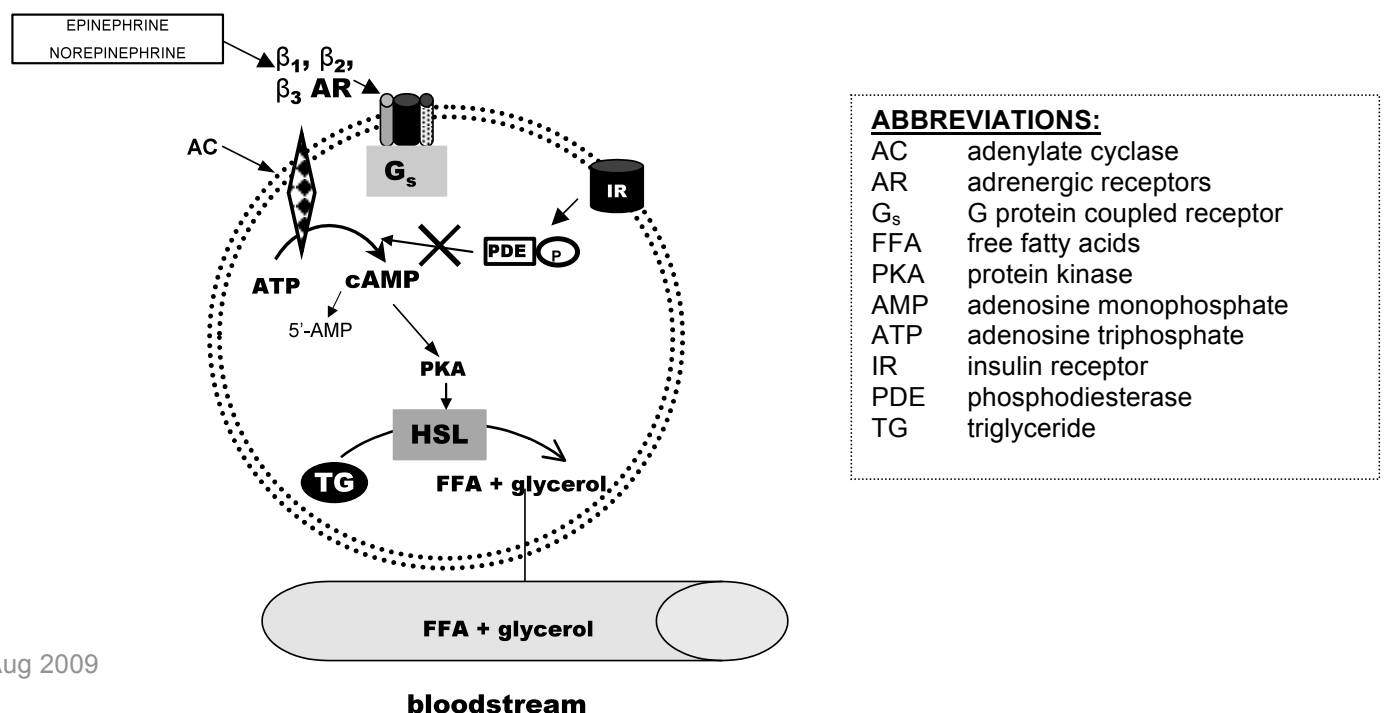 EPINEPHRINE
NOREPINEPHRINE
β₁, β₂,
β₃ AR
AC
Gₛ
IR
PDE
P
ATP
cAMP
5'-AMP
PKA
HSL
TG
FFA + glycerol
FFA + glycerol
bloodstream
ABBREVIATIONS:
AC adenylate cyclase
AR adrenergic receptors
Gₛ G protein coupled receptor
FFA free fatty acids
PKA protein kinase
AMP adenosine monophosphate
ATP adenosine triphosphate
IR insulin receptor
PDE phosphodiesterase
TG triglyceride
2009